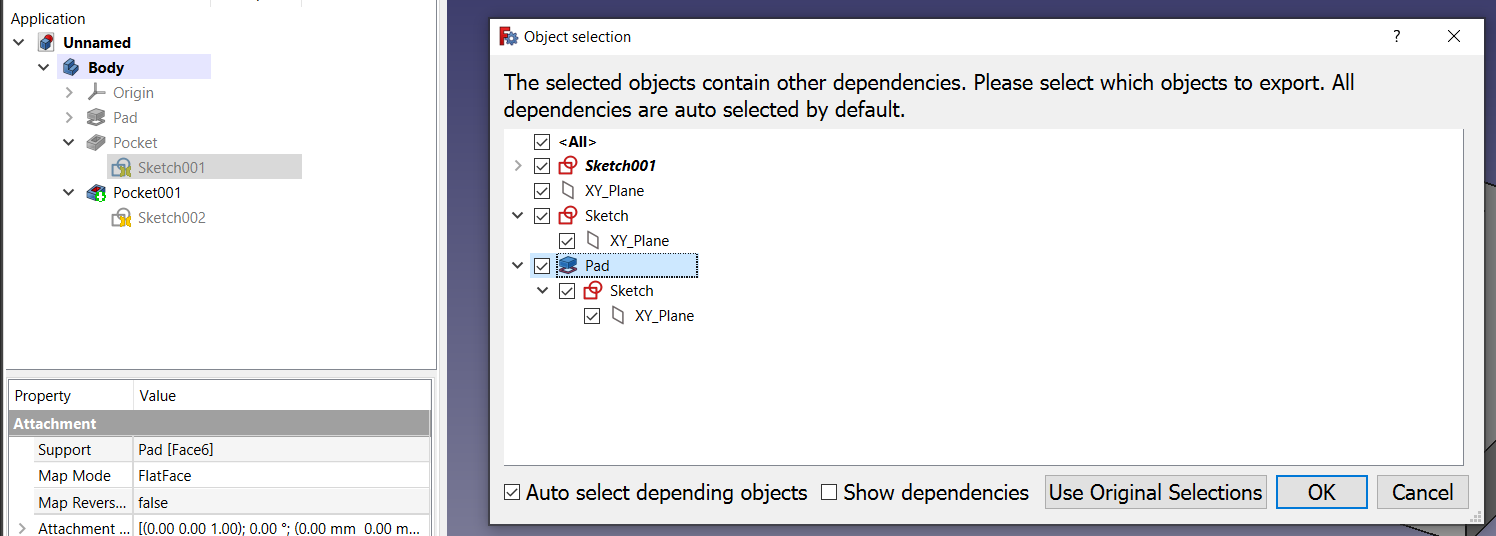 Application
Unnamed
Body
Origin
Pad
Pocket
Sketch001
Pocket001
Sketch002
Property Value
Attachment
Support Pad [Face6]
Map Mode FlatFace
Map Revers... false
Attachment ... [(0.00 0.00 1.00); 0.00 °; (0.00 mm 0.00 m...
Object selection
?
The selected objects contain other dependencies. Please select which objects to export. All
dependencies are auto selected by default.
<All>
Sketch001
XY_Plane
Sketch
XY_Plane
Pad
Sketch
XY_Plane
Auto select depending objects Show dependencies Use Original Selections OK Cancel